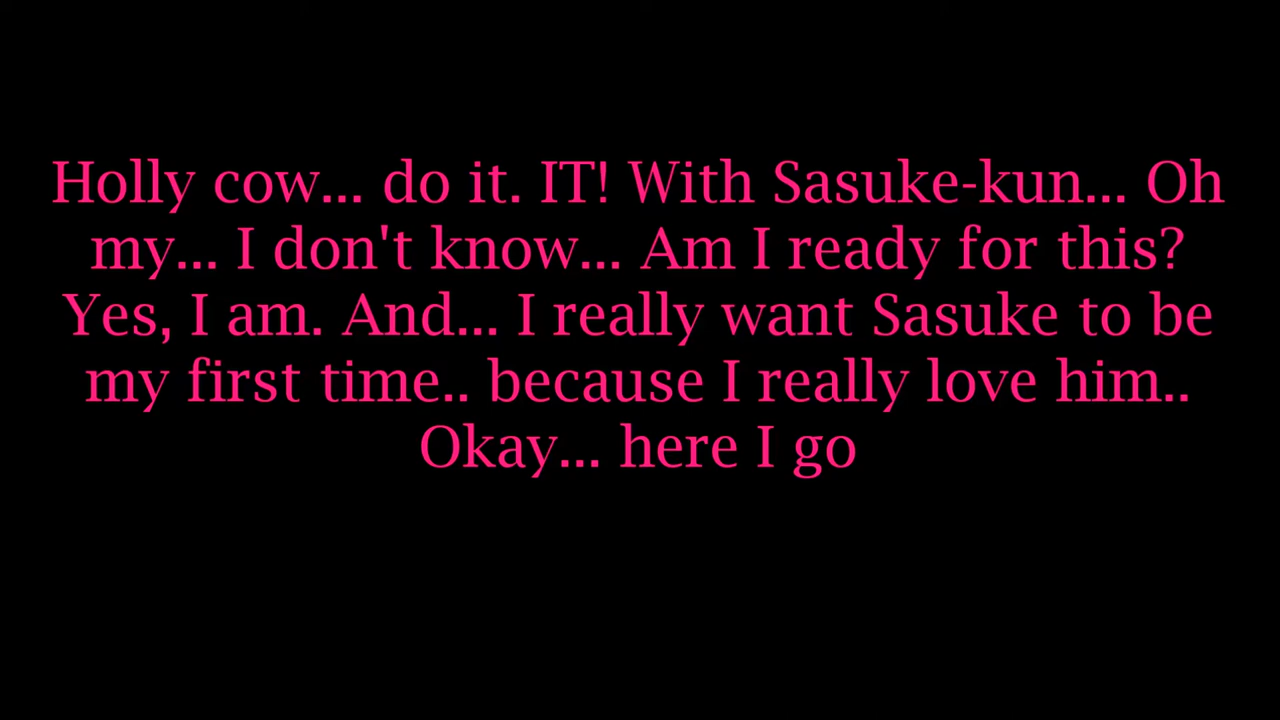 Holly cow... do it. IT! With Sasuke-kun... Oh
my... I don't know... Am I ready for this?
Yes, I am. And... I really want Sasuke to be
my first time.. because I really love him..
Okay... here I go